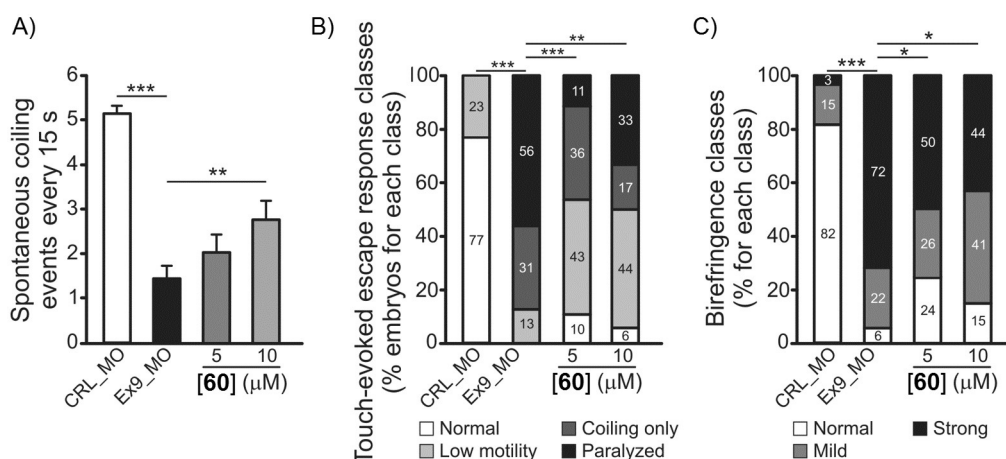 A)
Spontaneous coiling
events every 15 s
6
5
4
3
2
1
0
***
**
CRL_MO
Ex9_MO
5
10
[60] (μM)
B)
Touch-evoked escape response classes
(% embryos for each class)
100
80
60
40
20
0
**
***
***
23
77
56
31
13
11
36
43
10
33
17
44
6
CRL_MO
Ex9_MO
5
10
[60] (μM)
Normal
Coiling only
Low motility
Paralyzed
C)
Birefringence classes
(% for each class)
100
80
60
40
20
0
*
*
***
3
15
82
72
22
6
50
26
24
44
41
15
CRL_MO
Ex9_MO
5
10
[60] (μM)
Normal
Strong
Mild